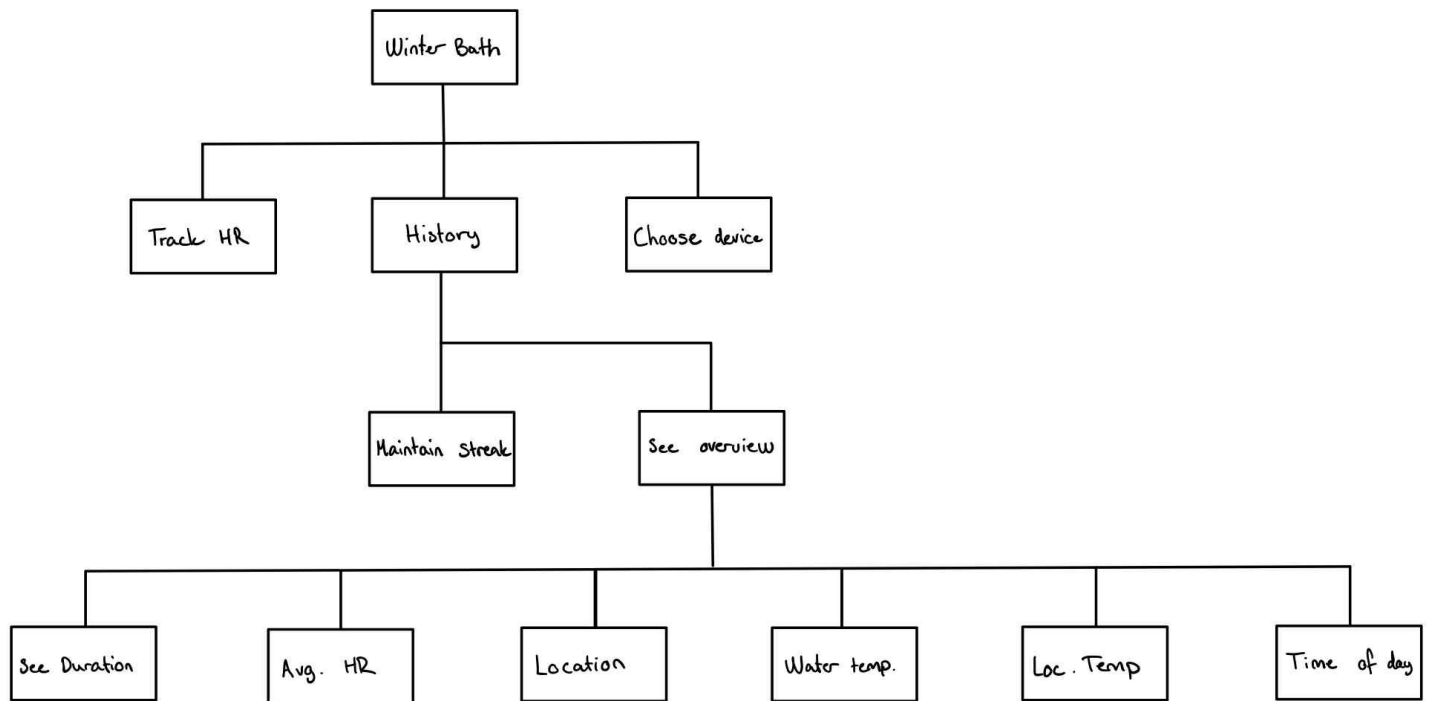 Winter Bath
Track HR
History
Choose device
Maintain Streak
See overview
See Duration
Avg. HR
Location
Water temp.
Loc. Temp
Time of day